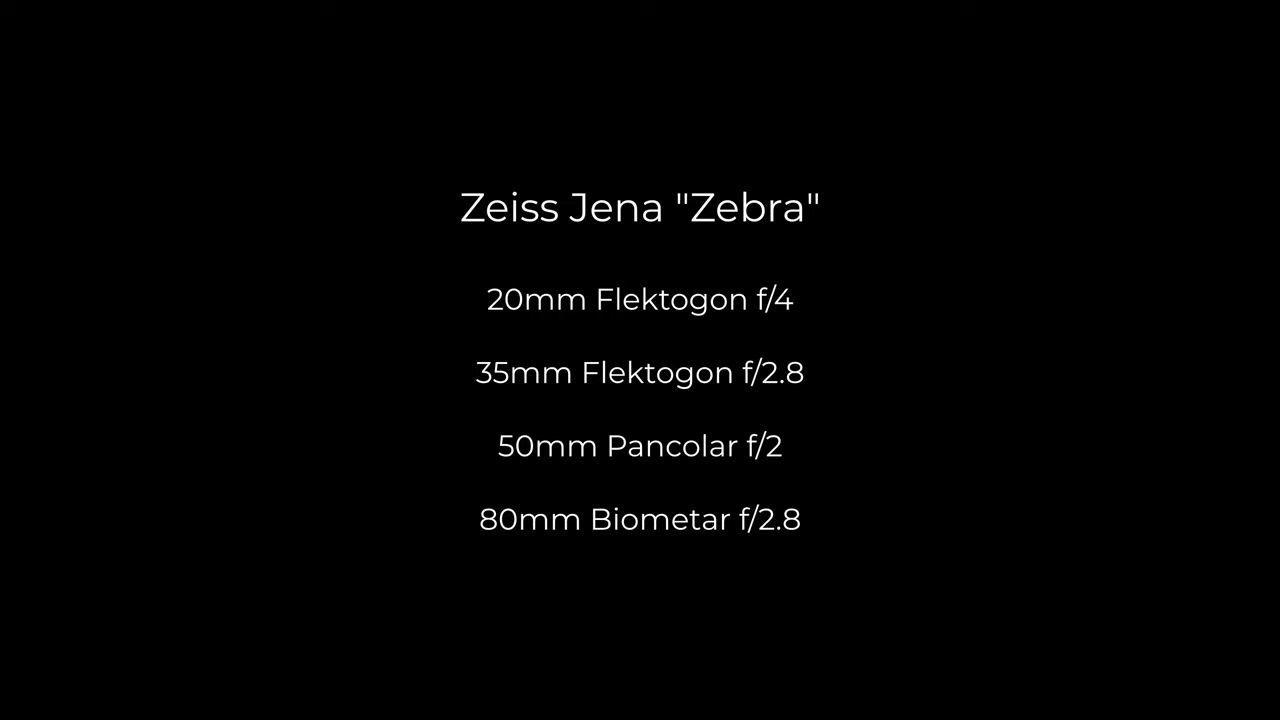 Zeiss Jena "Zebra"
20mm Flektogon f/4
35mm Flektogon f/2.8
50mm Pancolar f/2
80mm Biometar f/2.8